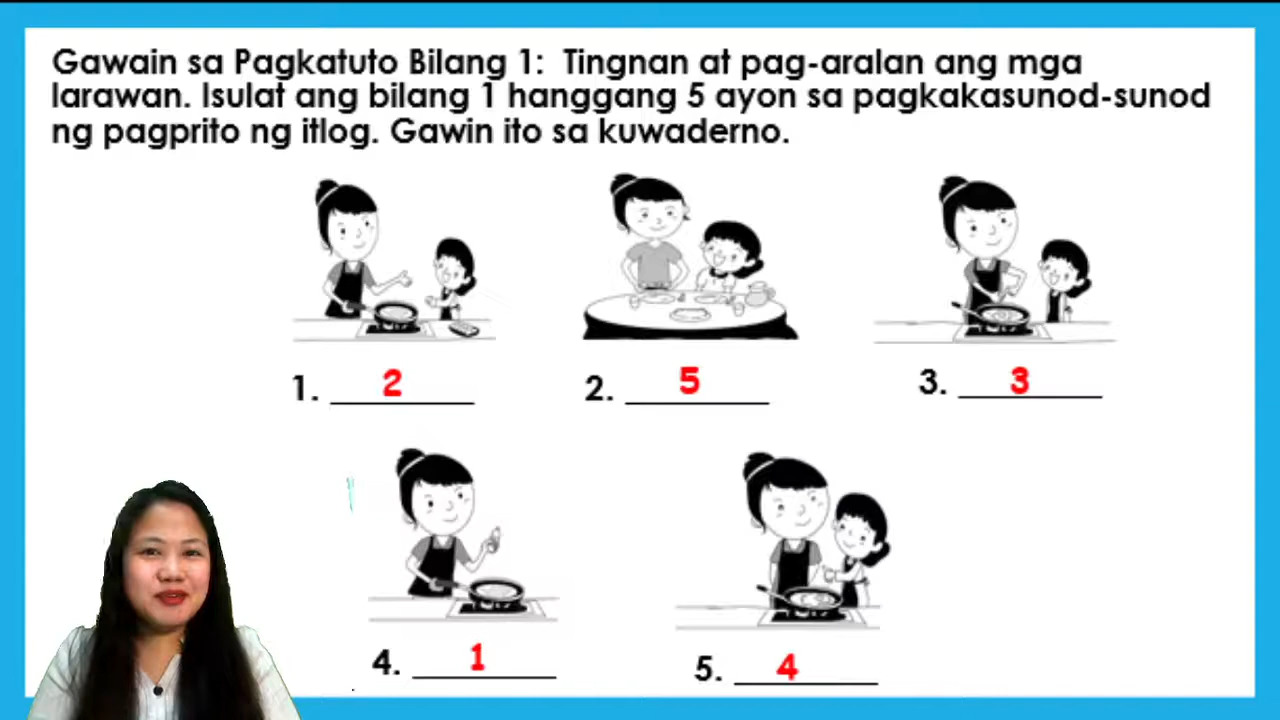 Gawain sa Pagkatuto Bilang 1: Tingnan at pag-aralan ang mga
larawan. Isulat ang bilang 1 hanggang 5 ayon sa pagkakasunod-sunod
ng pagprito ng itlog. Gawin ito sa kuwaderno.
1. 2
2. 5
3. 3
4. 1
5. 4